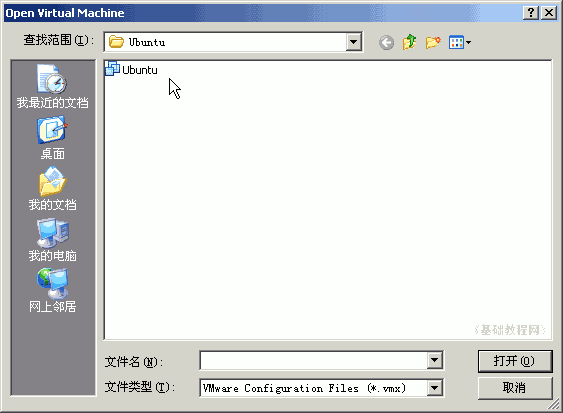 Open Virtual Machine
查找范围(I):
Ubuntu
Ubuntu
我最近的文档
桌面
我的文档
我的电脑
网上邻居
《基础教程网》
文件名(N):
打开(O)
文件类型(T):
VMware Configuration Files (*.vmx)
取消